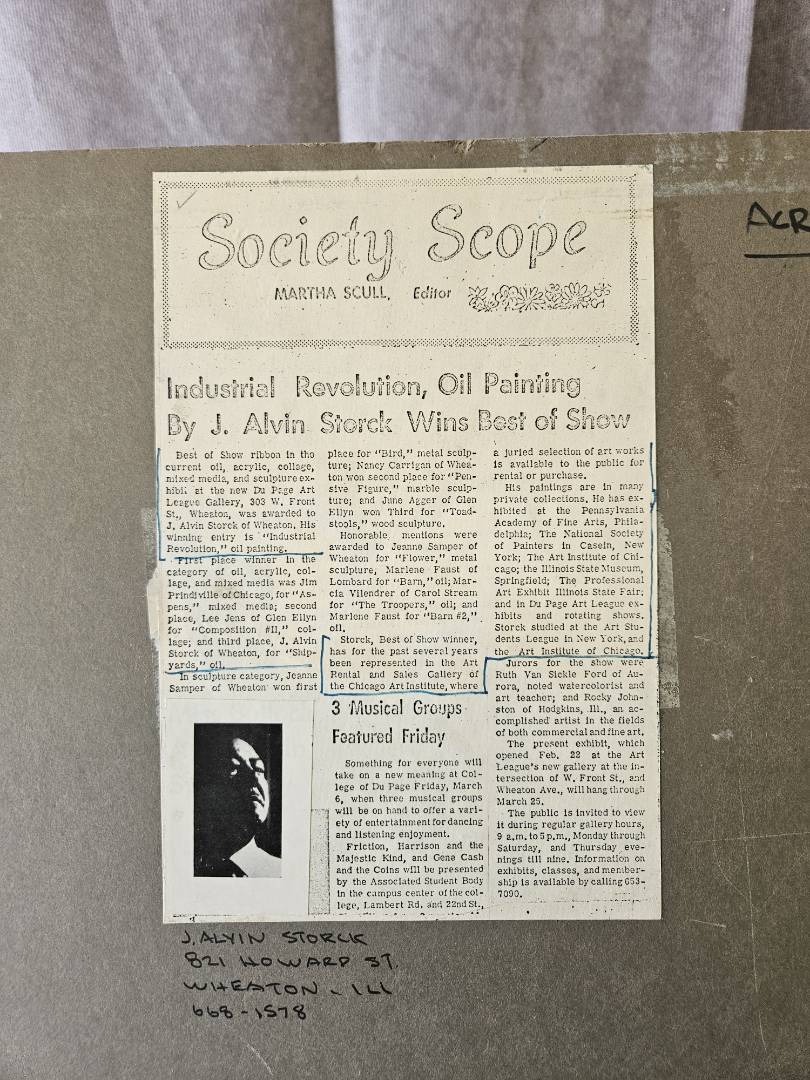 ACR
Society Scope
MARTHA SCULL, Editor
Industrial Revolution, Oil Painting
By J. Alvin Storck Wins Best of Show
Best of Show ribbon in the
current oil, acrylic, collage,
mixed media, and sculpture ex-
hibit at the new Du Page Art
League Gallery, 303 W. Front
St., Wheaton, was awarded to
J. Alvin Storck of Wheaton. His
winning entry is "Industrial
Revolution," oil painting.
First place winner in the
category of oil, acrylic, col-
lage, and mixed media was Jim
Prindiville of Chicago, for "As-
pens," mixed media; second
place, Lee Jens of Glen Ellyn
for "Composition #II," col-
lage; and third place, J. Alvin
Storck of Wheaton, for "Ship-
yards," oil.
In sculpture category, Jeanne
Samper of Wheaton won first
place for "Bird," metal sculp-
ture; Nancy Carrigan of Whea-
ton won second place for "Pen-
sive Figure," marble sculp-
ture; and June Agger of Glen
Ellyn won Third for "Toad-
stools," wood sculpture.
Honorable mentions were
awarded to Jeanne Samper of
Wheaton for "Flower," metal
sculpture; Marlene Faust of
Lombard for "Barn," oil; Mar-
cia Vilendrer of Carol Stream
for "The Troopers," oil; and
Marlene Faust for "Barn #2,"
oil.
Storck, Best of Show winner,
has for the past several years
been represented in the Art
Rental and Sales Gallery of
the Chicago Art Institute, where
a juried selection of art works
is available to the public for
rental or purchase.
His paintings are in many
private collections. He has ex-
hibited at the Pennsylvania
Academy of Fine Arts, Phila-
delphia; The National Society
of Painters in Casein, New
York; The Art Institute of Chi-
cago; the Illinois State Museum,
Springfield; The Professional
Art Exhibit Illinois State Fair;
and in Du Page Art League ex-
hibits and rotating shows.
Storck studied at the Art Stu-
dents League in New York, and
the Art Institute of Chicago.
Jurors for the show were
Ruth Van Sickle Ford of Au-
rora, noted watercolorist and
art teacher; and Rocky John-
ston of Hodgkins, Ill., an ac-
complished artist in the fields
of both commercial and fine art.
The present exhibit, which
opened Feb. 22 at the Art
League's new gallery at the in-
tersection of W. Front St., and
Wheaton Ave., will hang through
March 25.
The public is invited to view
it during regular gallery hours,
9 a.m. to 5 p.m., Monday through
Saturday, and Thursday eve-
nings till nine. Information on
exhibits, classes, and member-
ship is available by calling 653-
7090.
3 Musical Groups
Featured Friday
Something for everyone will
take on a new meaning at Col-
lege of Du Page Friday, March
6, when three musical groups
will be on hand to offer a vari-
ety of entertainment for dancing
and listening enjoyment.
Friction, Harrison and the
Majestic Kind, and Gene Cash
and the Coins will be presented
by the Associated Student Body
in the campus center of the col-
lege, Lambert Rd. and 22nd St.,
J. ALVIN STORCK
821 HOWARD ST.
WHEATON - ILL
668-1578